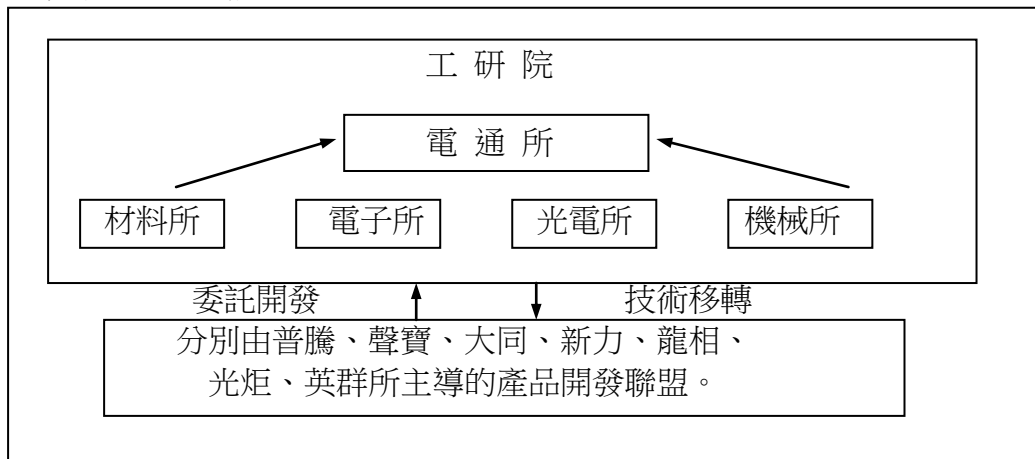 工 研 院
電 通 所
材料所
電子所
光電所
機械所
委託開發
技術移轉
分別由普騰、聲寶、大同、新力、龍相、
光炬、英群所主導的產品開發聯盟。